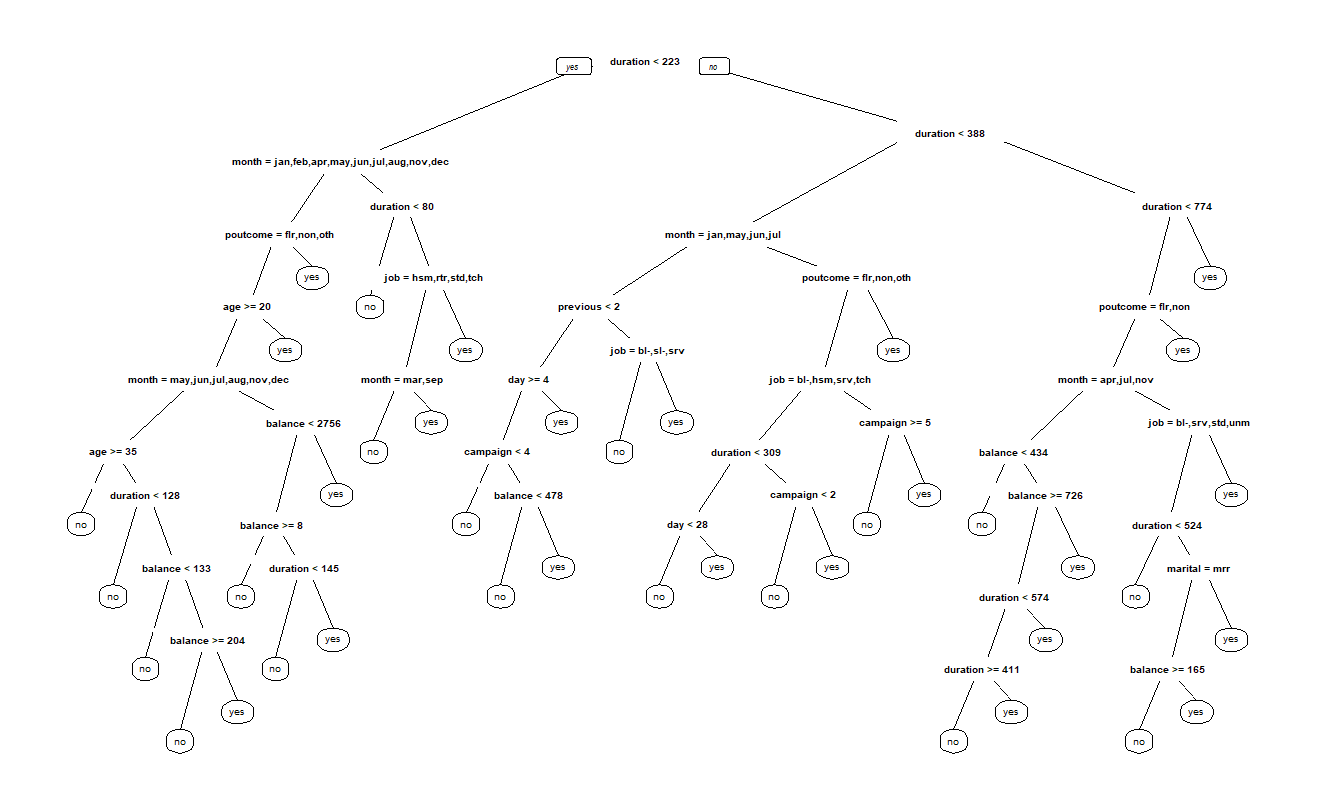 yes duration < 223 no
duration < 388
month = jan,feb,apr,may,jun,jul,aug,nov,dec
duration < 80 duration < 774
poutcome = flr,non,oth month = jan,may,jun,jul
yes job = hsm,rtr,std,tch poutcome = flr,non,oth yes
age >= 20 no previous < 2 poutcome = flr,non
yes yes job = bl-,sl-,srv yes yes
month = may,jun,jul,aug,nov,dec month = mar,sep day >= 4 job = bl-,hsm,srv,tch month = apr,jul,nov
balance < 2756 yes yes yes campaign >= 5 job = bl-,srv,std,unm
age >= 35 no campaign < 4 no duration < 309 balance < 434
duration < 128 yes balance < 478 campaign < 2 yes balance >= 726 yes
no balance >= 8 no day < 28 no no duration < 524
balance < 133 duration < 145 yes yes yes yes marital = mrr
no no no no no duration < 574 no
balance >= 204 yes yes yes
no no duration >= 411 balance >= 165
yes yes yes
no no no